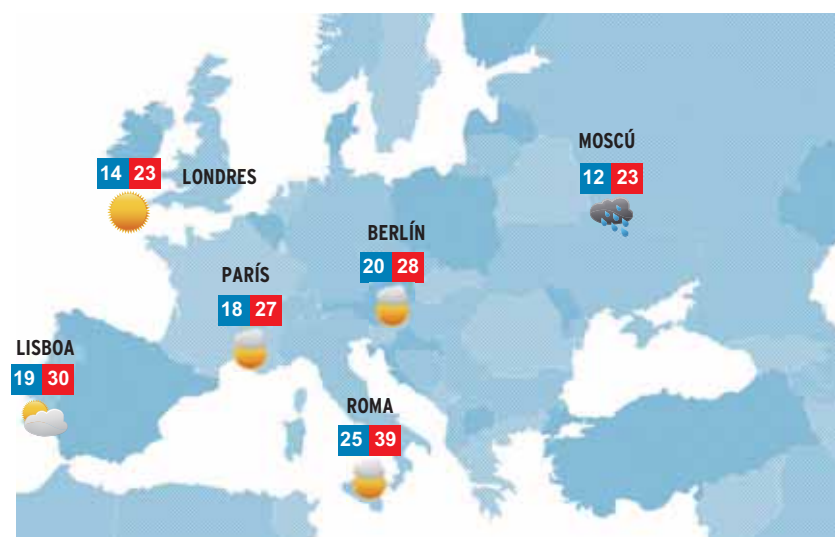 MOSCÚ
12 23
14 23
LONDRES
BERLÍN
20 28
PARÍS
18 27
LISBOA
19 30
ROMA
25 39